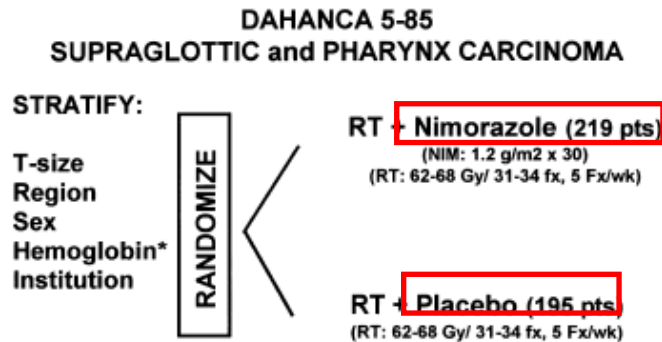 DAHANCA 5-85
SUPRAGLOTTIC and PHARYNX CARCINOMA
STRATIFY:
T-size
Region
Sex
Hemoglobin*
Institution
RANDOMIZE
RT + Nimorazole (219 pts)
(NIM: 1.2 g/m2 x 30)
(RT: 62-68 Gy/ 31-34 fx, 5 Fx/wk)
RT + Placebo (195 pts)
(RT: 62-68 Gy/ 31-34 fx, 5 Fx/wk)